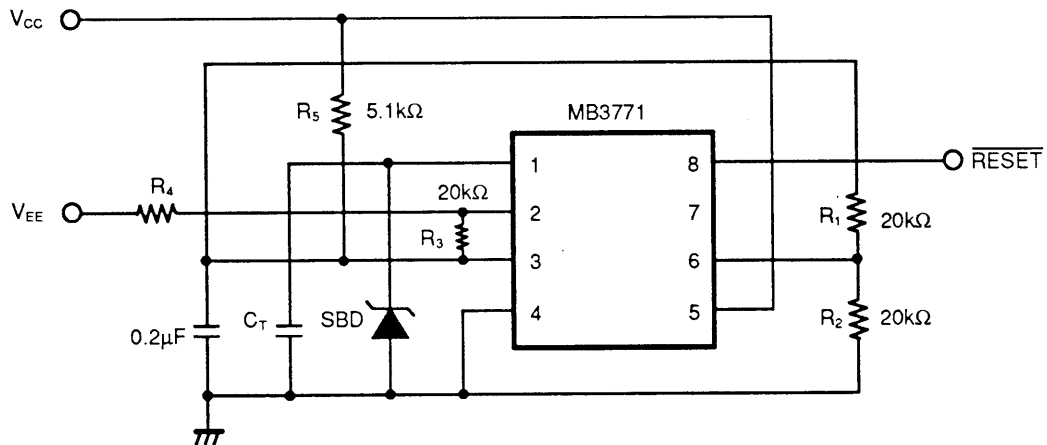 VCC
R5 5.1kΩ
MB3771
1 8 RESET
R4 20kΩ
VEE 2 7
R3 R1 20kΩ
3 6
0.2μF CT SBD 4 5
R2 20kΩ